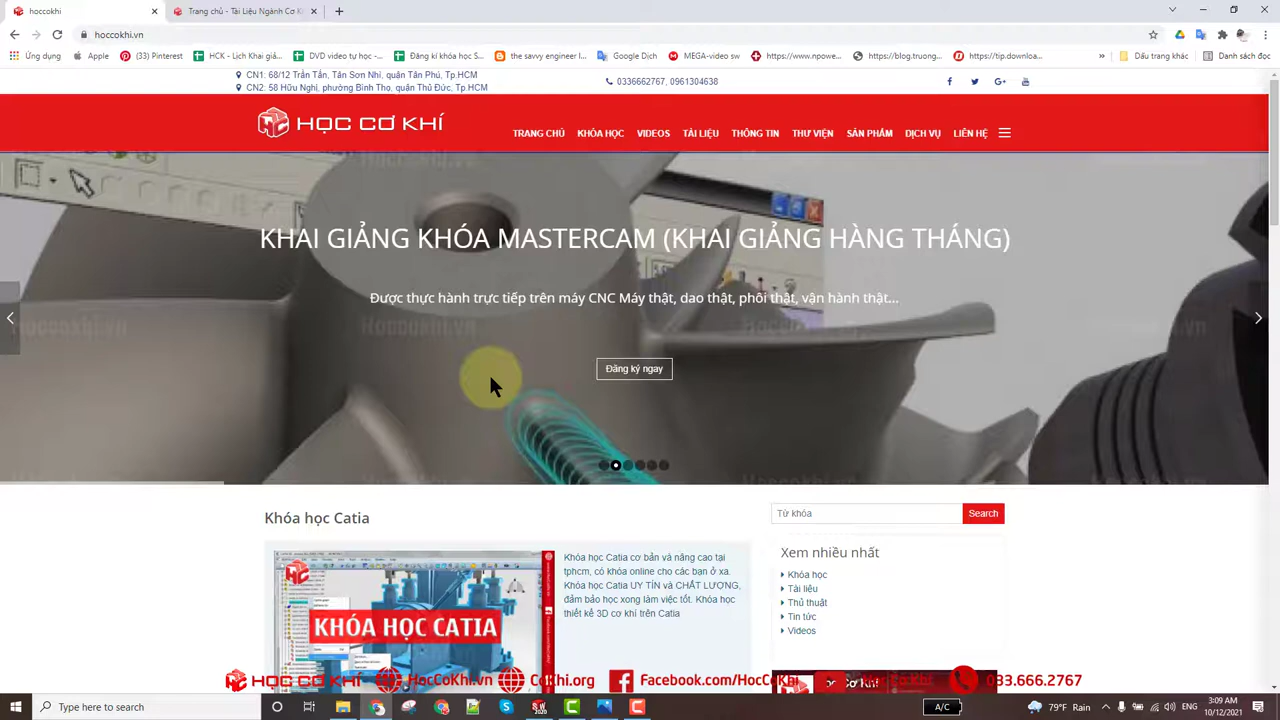 hoccokhi
Trang chủ - Tài Liệu Ngành Cơ K
hoccokhi.vn
Ứng dụng
Apple
(33) Pinterest
HCK - Lịch Khai giả...
DVD video tự học -...
Đăng kí khóa học S...
the savvy engineer l...
Google Dịch
MEGA-video sw
https://www.npowe...
https://blog.truong...
https://tip.downloa...
»
Dấu trang khác
Danh sách đọc
CN1: 68/12 Trần Tấn, Tân Sơn Nhì, quận Tân Phú, Tp.HCM
CN2: 58 Hữu Nghị, phường Bình Thọ, quận Thủ Đức, Tp.HCM
0336662767, 0961304638
HỌC CƠ KHÍ
TRANG CHỦ KHÓA HỌC VIDEOS TÀI LIỆU THÔNG TIN THƯ VIỆN SẢN PHẨM DỊCH VỤ LIÊN HỆ
KHAI GIẢNG KHÓA MASTERCAM (KHAI GIẢNG HÀNG THÁNG)
Được thực hành trực tiếp trên máy CNC Máy thật, dao thật, phôi thật, vận hành thật...
Hoccokhi.vn
Đăng ký ngay
Khóa học Catia
Từ khóa
Search
Khóa học Catia cơ bản và nâng cao tại
tphcm, có khóa online cho các bạn ở xa.
Khóa học Catia UY TÍN và CHẤT LƯỢNG,
đảm bảo học xong làm việc tốt. Khóa học
thiết kế 3D cơ khí trên Catia
KHÓA HỌC CATIA
Xem nhiều nhất
Khóa học
Tài liệu
Thủ thuật
Tin tức
Videos
HỌC CƠ KHÍ
HocCoKhi.vn
CoKhi.org
Facebook.com/HocCoKhi
Học Cơ Khí
033.666.2767
Type here to search
A/C
79°F Rain
3:09 AM
10/12/2021